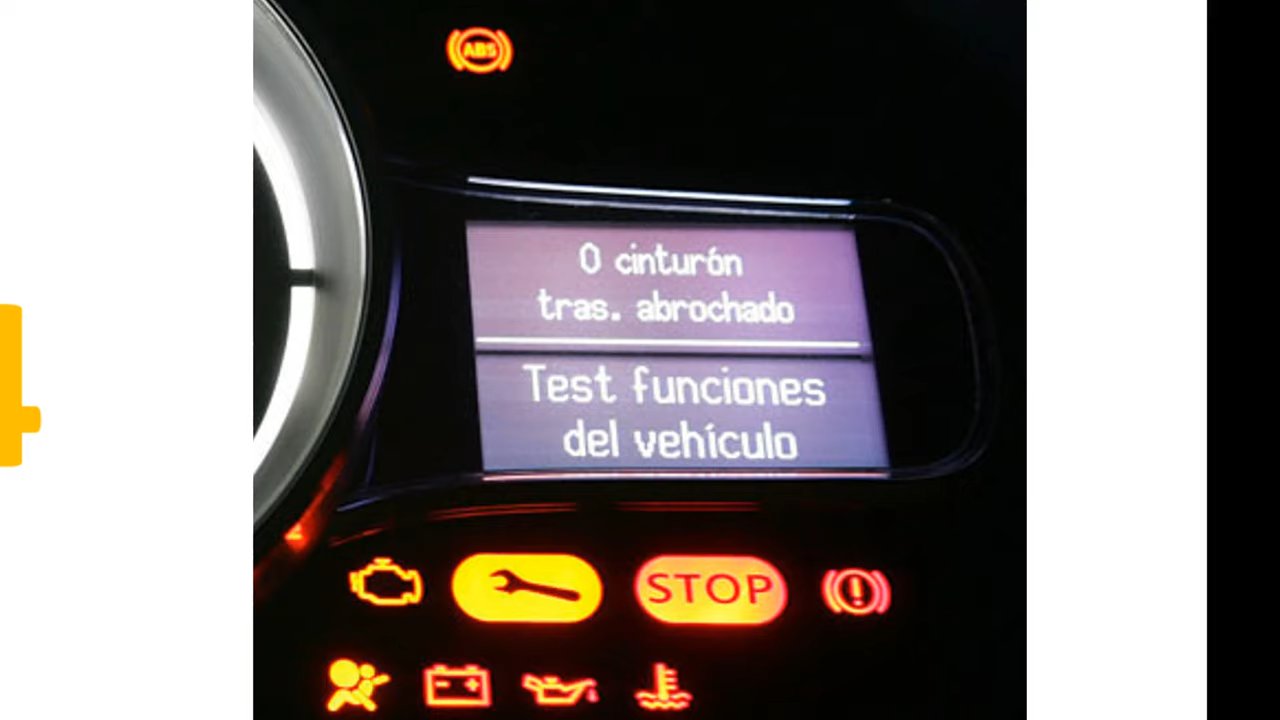 ABS
0 cinturón
tras. abrochado
Test funciones
del vehículo
STOP